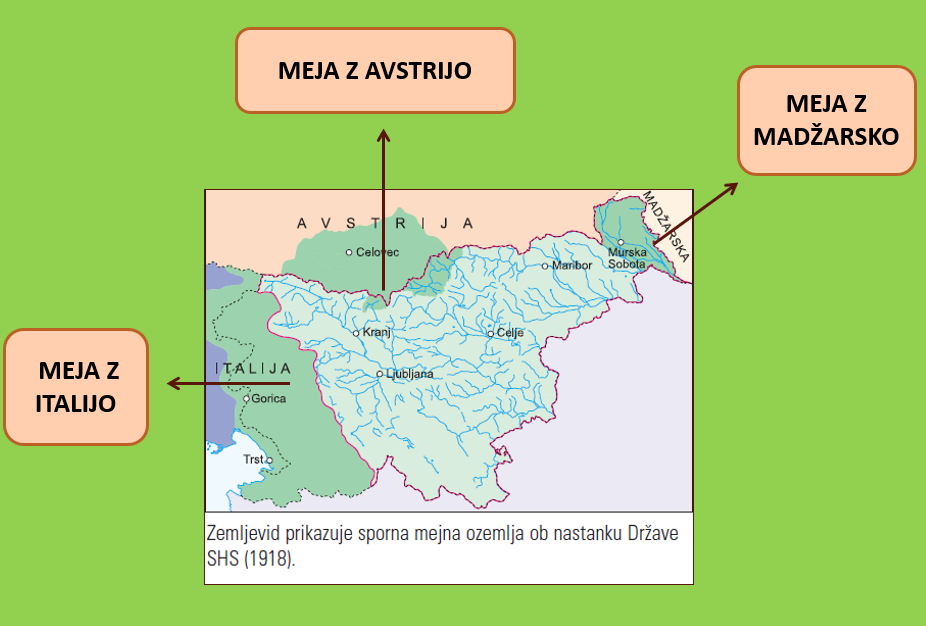 MEJA Z AVSTRIJO
MEJA Z
MADŽARSKO
AVSTRIJA
MADŽARSKA
Celovec
Murska
Sobota
Maribor
Kranj
Celje
MEJA Z
ITALIJO
ITALIJA
Ljubljana
Gorica
Trst
Zemljevid prikazuje sporna mejna ozemlja ob nastanku Države
SHS (1918).